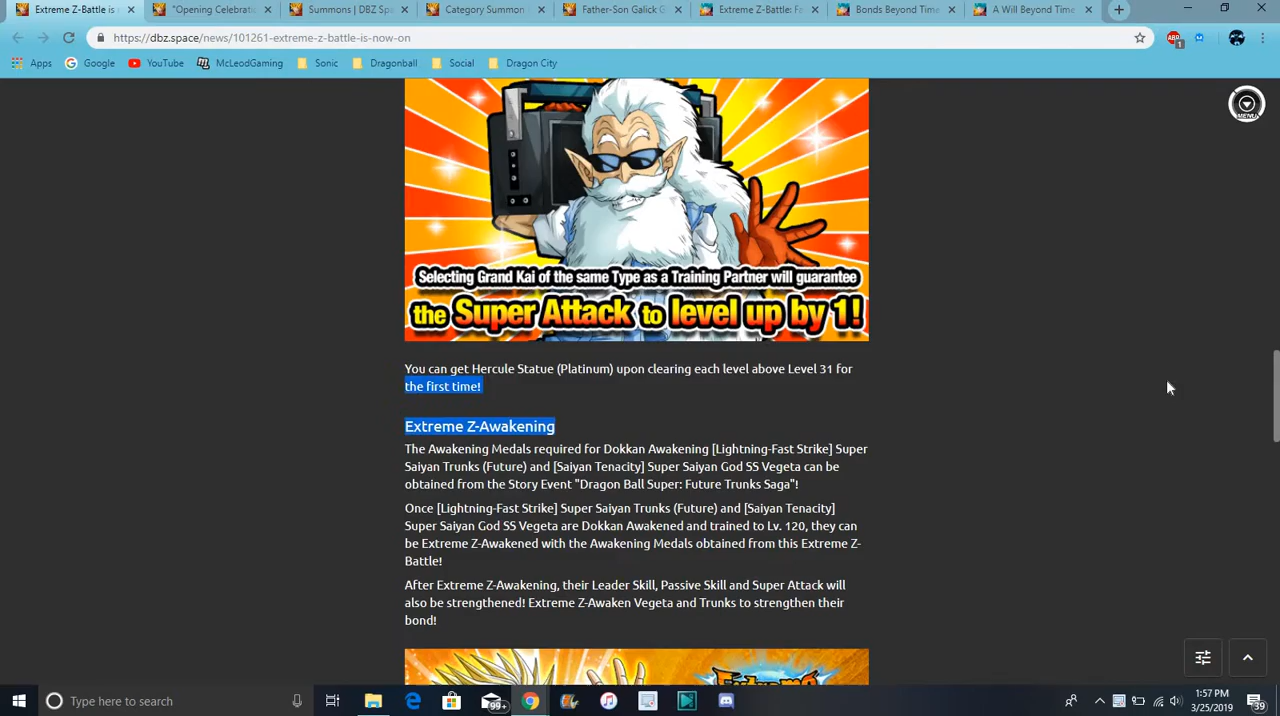 Extreme Z-Battle is
"Opening Celebrati
Summons | DBZ Sp
Category Summon
Father-Son Galick G
Extreme Z-Battle: F
Bonds Beyond Time
A Will Beyond Time
https://dbz.space/news/101261-extreme-z-battle-is-now-on
ABP
1
Apps
Google
YouTube
McLeodGaming
Sonic
Dragonball
Social
Dragon City
MENU
Selecting Grand Kai of the same Type as a Training Partner will guarantee
the Super Attack to level up by 1!
You can get Hercule Statue (Platinum) upon clearing each level above Level 31 for
the first time!
Extreme Z-Awakening
The Awakening Medals required for Dokkan Awakening [Lightning-Fast Strike] Super
Saiyan Trunks (Future) and [Saiyan Tenacity] Super Saiyan God SS Vegeta can be
obtained from the Story Event "Dragon Ball Super: Future Trunks Saga"!
Once [Lightning-Fast Strike] Super Saiyan Trunks (Future) and [Saiyan Tenacity]
Super Saiyan God SS Vegeta are Dokkan Awakened and trained to Lv. 120, they can
be Extreme Z-Awakened with the Awakening Medals obtained from this Extreme Z-
Battle!
After Extreme Z-Awakening, their Leader Skill, Passive Skill and Super Attack will
also be strengthened! Extreme Z-Awaken Vegeta and Trunks to strengthen their
bond!
Extreme
Type here to search
99+
1:57 PM
3/25/2019
39